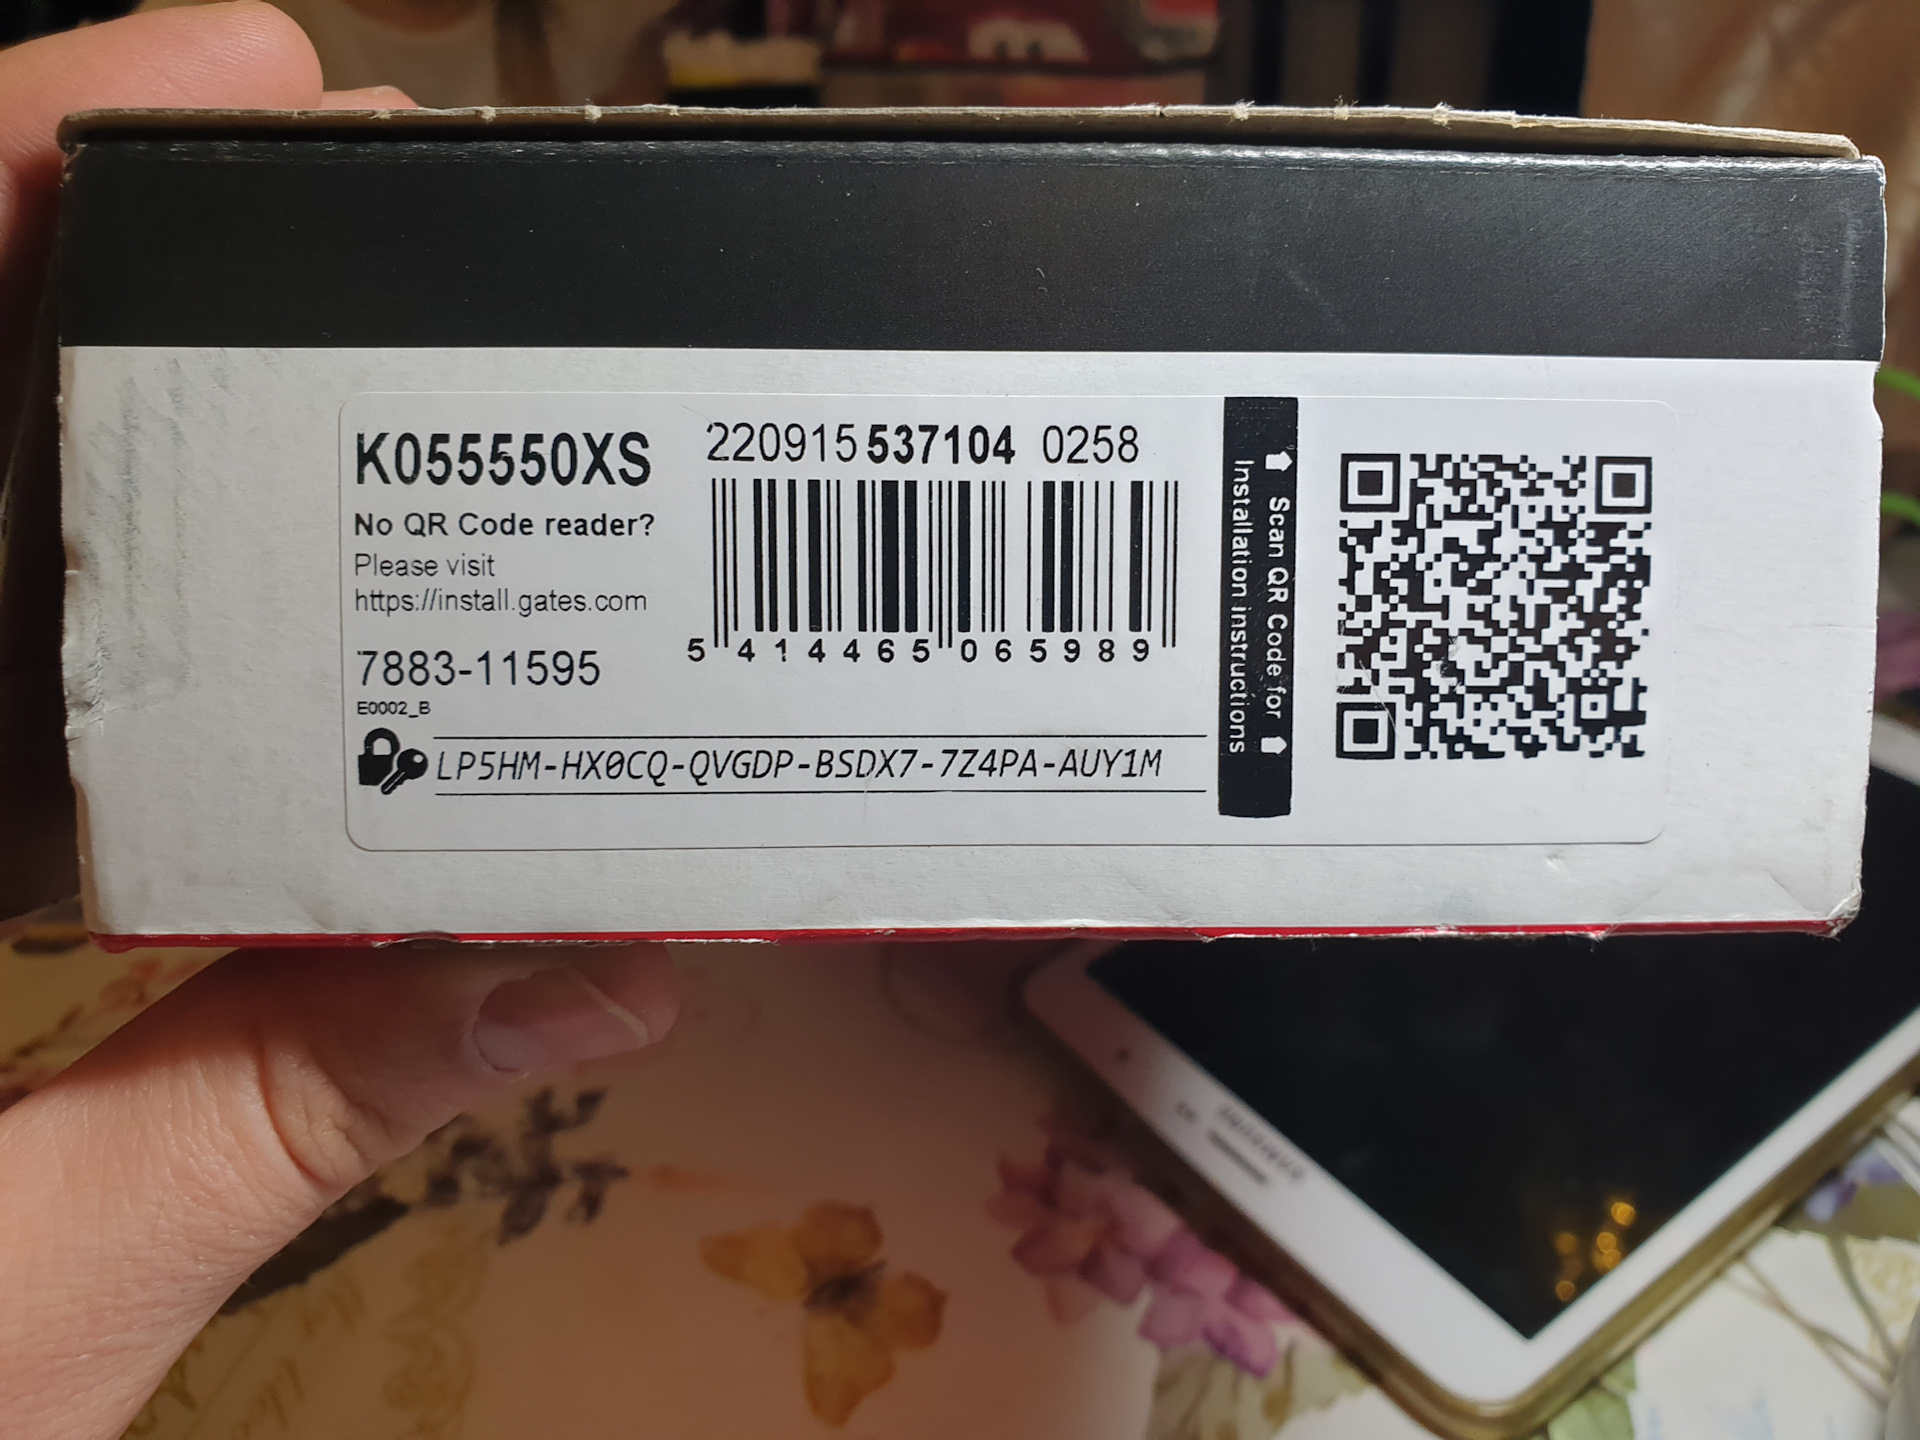 K055550XS
No QR Code reader?
Please visit
https://install.gates.com
7883-11595
E0002_B
220915 537104 0258
5 414465 065989
LP5HM-HX0CQ-QVGDP-BSDX7-7Z4PA-AUY1M
Scan QR Code for
Installation instructions
SAMSUNG